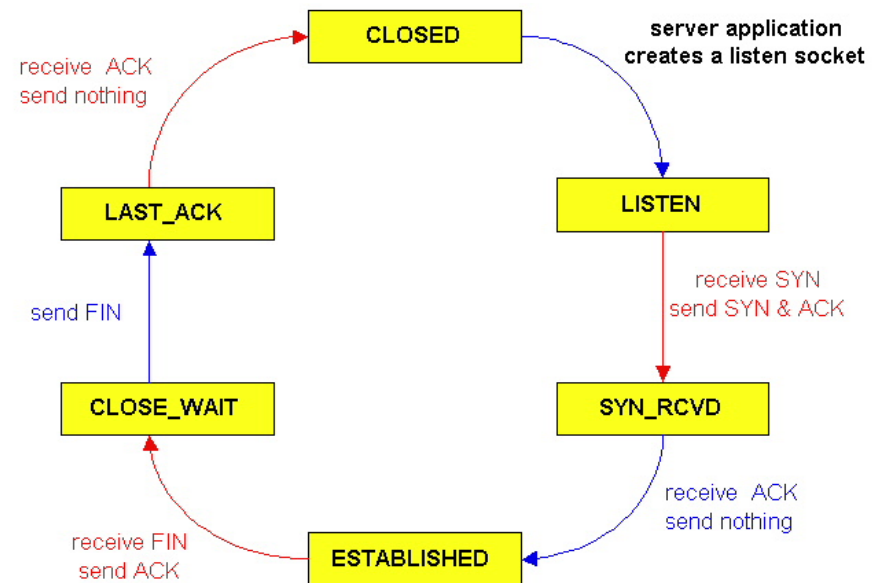 CLOSED
server application
creates a listen socket
receive ACK
send nothing
LAST_ACK
LISTEN
receive SYN
send SYN & ACK
send FIN
CLOSE_WAIT
SYN_RCVD
receive ACK
send nothing
receive FIN
send ACK
ESTABLISHED